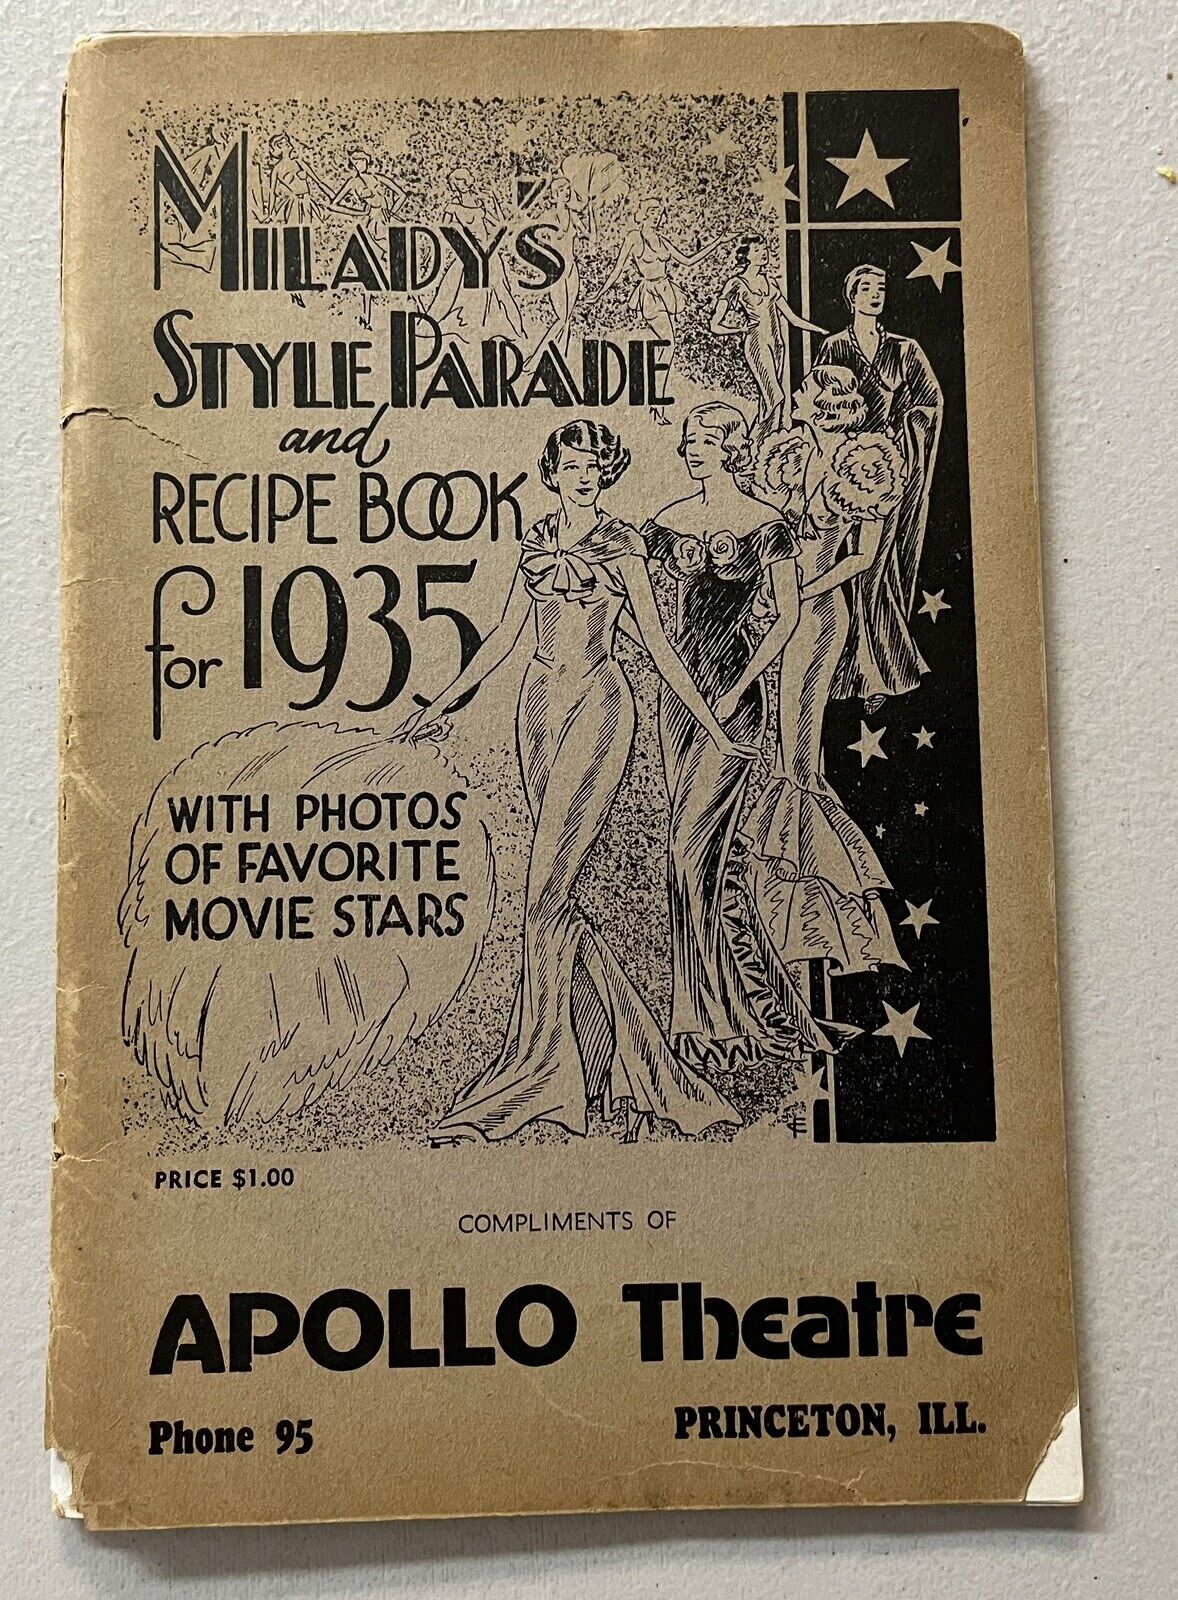 MILADY'S
STYLE PARADE
and
RECIPE BOOK
for 1935
WITH PHOTOS
OF FAVORITE
MOVIE STARS
PRICE $1.00
COMPLIMENTS OF
APOLLO Theatre
Phone 95
PRINCETON, ILL.